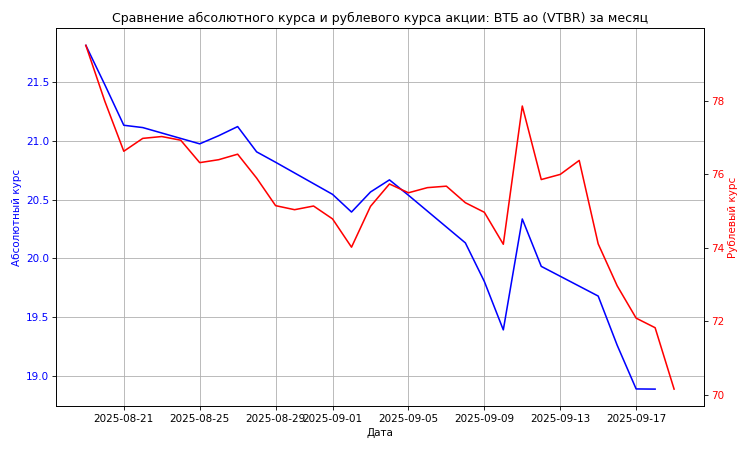 Сравнение абсолютного курса и рублевого курса акции: ВТБ ао (VTBR) за месяц
21.5
21.0
20.5
20.0
19.5
19.0
Абсолютный курс
78
76
74
72
70
Рублевый курс
2025-08-21 2025-08-25 2025-08-29 2025-09-01 2025-09-05 2025-09-09 2025-09-13 2025-09-17
Дата